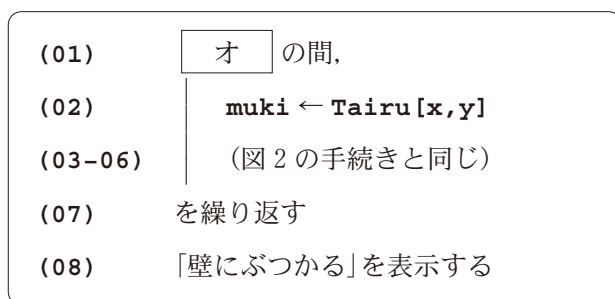 (01) オ の間,
(02) muki ← Tairu[x,y]
(03-06) (図2の手続きと同じ)
(07) を繰り返す
(08) 「壁にぶつかる」を表示する